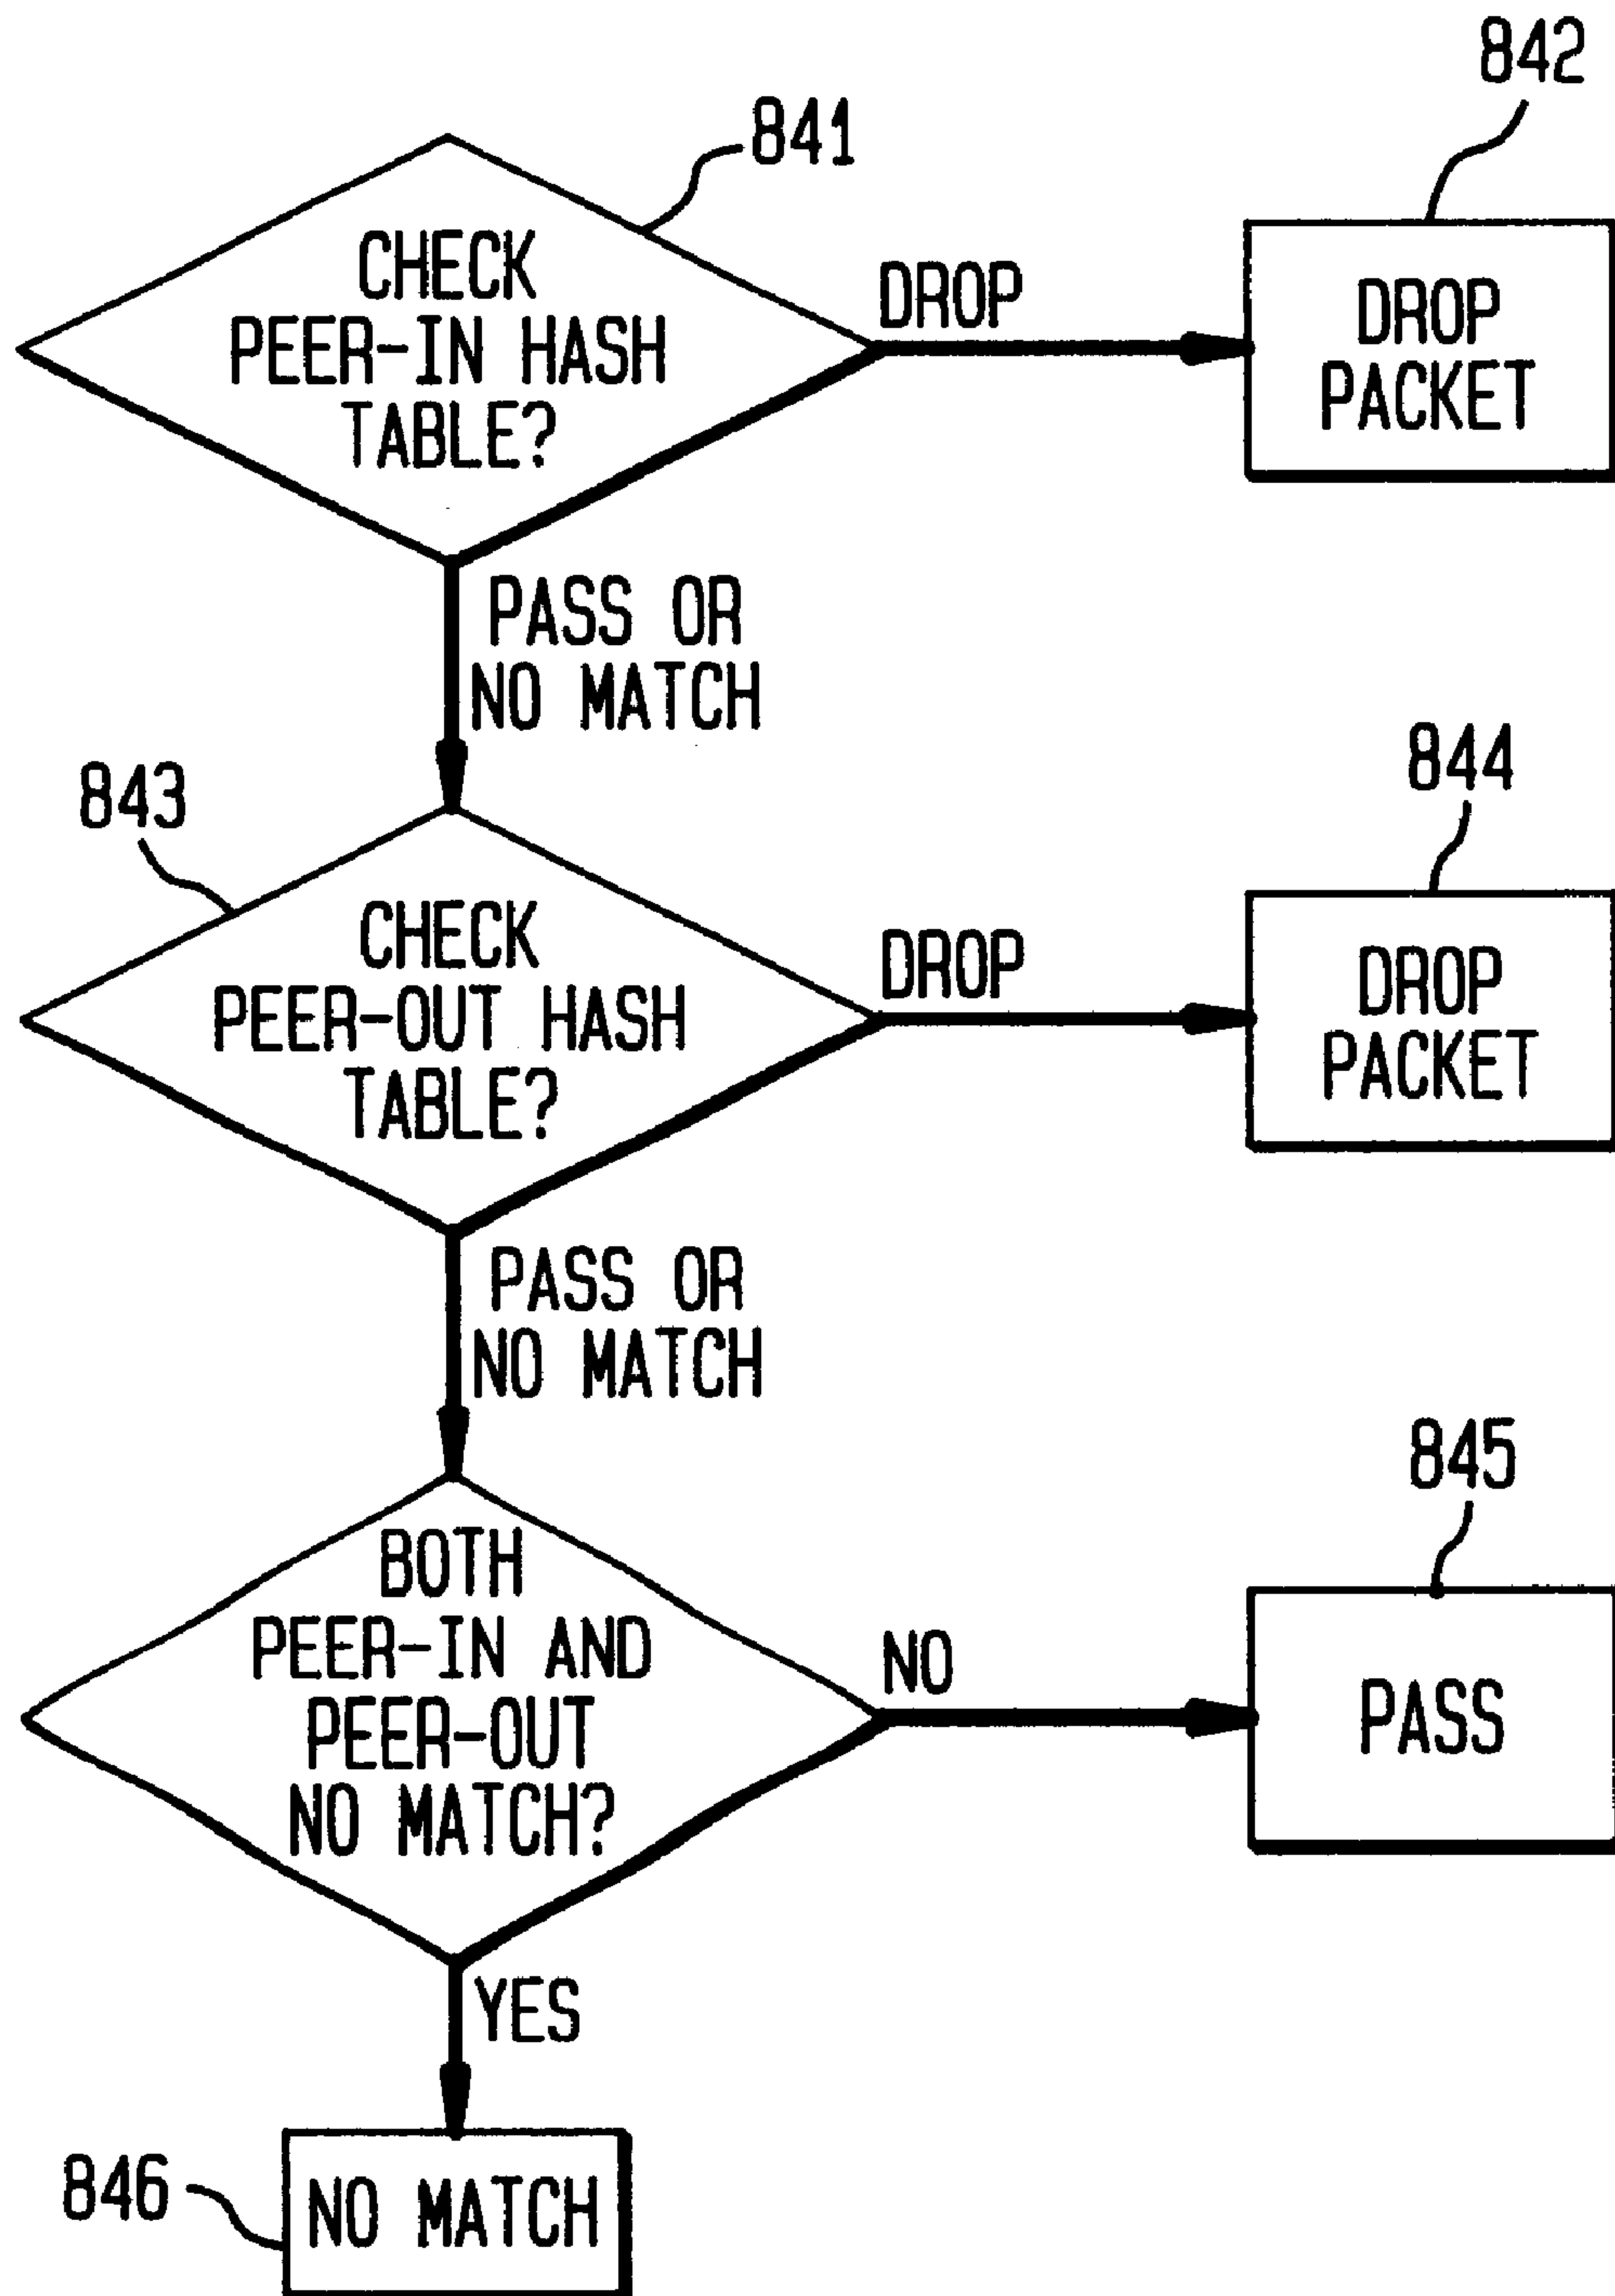 842
841
CHECK
PEER-IN HASH
TABLE?
DROP
DROP
PACKET
PASS OR
NO MATCH
843
844
CHECK
PEER-OUT HASH
TABLE?
DROP
DROP
PACKET
PASS OR
NO MATCH
845
BOTH
PEER-IN AND
PEER-OUT
NO MATCH?
NO
PASS
YES
846
NO MATCH